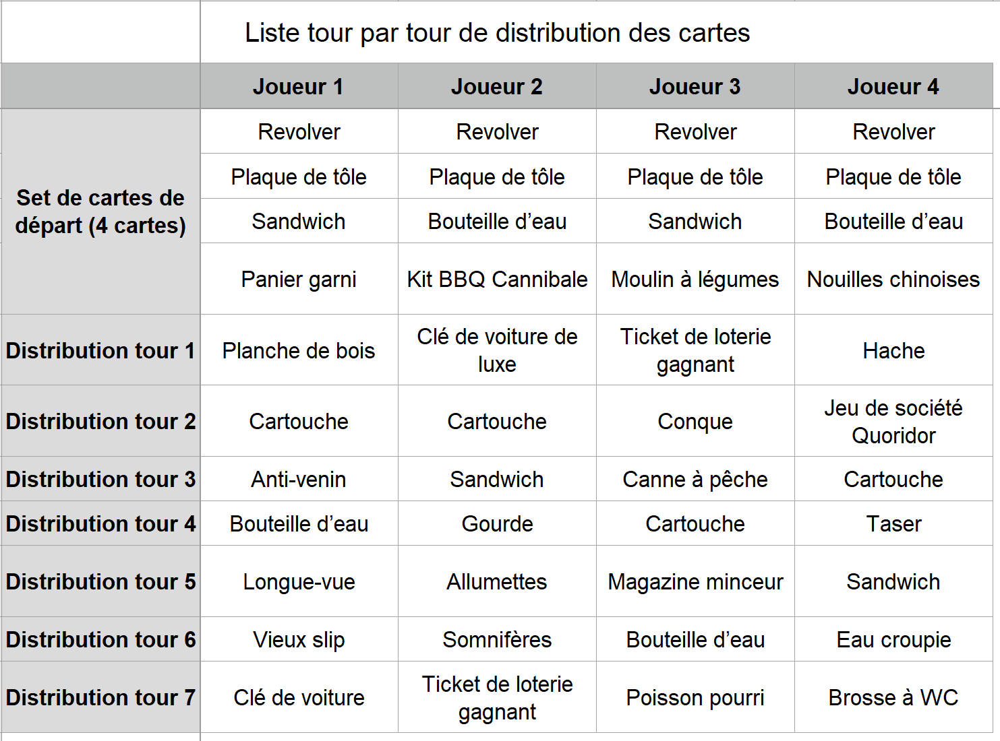 Liste tour par tour de distribution des cartes
Joueur 1 Joueur 2 Joueur 3 Joueur 4
Set de cartes de
départ (4 cartes)
Revolver Revolver Revolver Revolver
Plaque de tôle Plaque de tôle Plaque de tôle Plaque de tôle
Sandwich Bouteille d’eau Sandwich Bouteille d’eau
Panier garni Kit BBQ Cannibale Moulin à légumes Nouilles chinoises
Distribution tour 1 Planche de bois Clé de voiture de
luxe Ticket de loterie
gagnant Hache
Distribution tour 2 Cartouche Cartouche Conque Jeu de société
Quoridor
Distribution tour 3 Anti-venin Sandwich Canne à pêche Cartouche
Distribution tour 4 Bouteille d’eau Gourde Cartouche Taser
Distribution tour 5 Longue-vue Allumettes Magazine minceur Sandwich
Distribution tour 6 Vieux slip Somnifères Bouteille d’eau Eau croupie
Distribution tour 7 Clé de voiture Ticket de loterie
gagnant Poisson pourri Brosse à WC